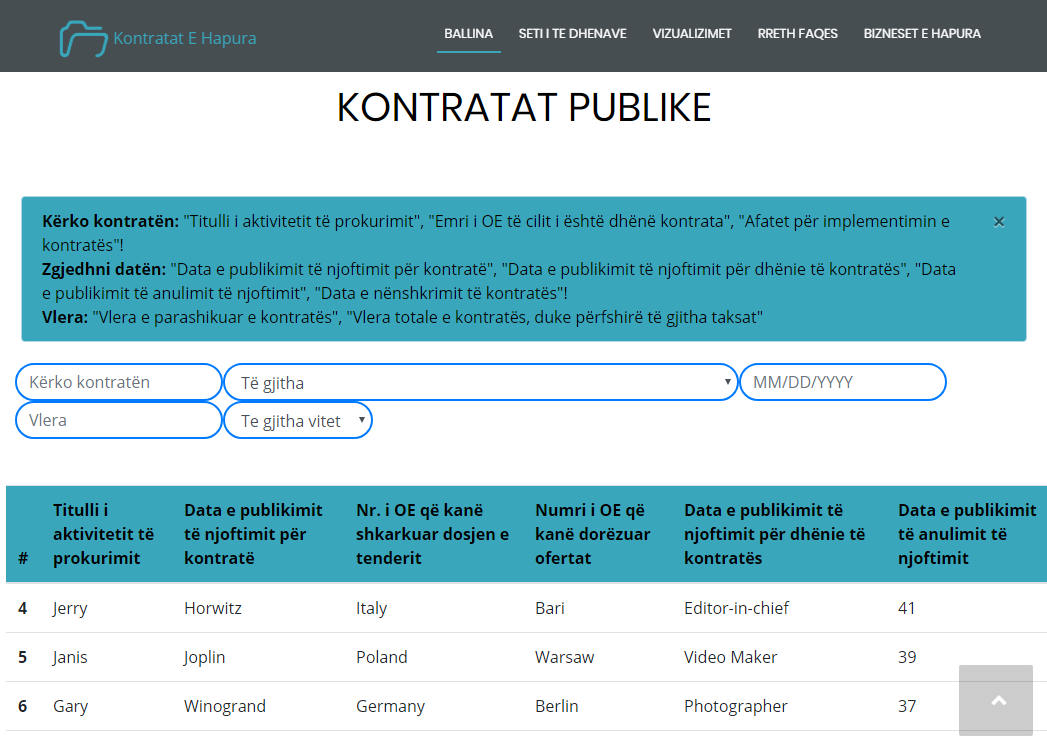 Kontratat E Hapura
BALLINA SETI I TE DHENAVE VIZUALIZIMET RRETH FAQES BIZNESET E HAPURA
KONTRATAT PUBLIKE
Kërko kontratën: "Titulli i aktivitetit të prokurimit", "Emri i OE të cilit i është dhënë kontrata", "Afatet për implementimin e
kontratës"!
Zgjedhni datën: "Data e publikimit të njoftimit për kontratë", "Data e publikimit të njoftimit për dhënie të kontratës", "Data
e publikimit të anulimit të njoftimit", "Data e nënshkrimit të kontratës"!
Vlera: "Vlera e parashikuar e kontratës", "Vlera totale e kontratës, duke përfshirë të gjitha taksat"
×
Kërko kontratën Të gjitha MM/DD/YYYY
Vlera Te gjitha vitet
# Titulli i aktivitetit të prokurimit
Data e publikimit të njoftimit për kontratë
Nr. i OE që kanë shkarkuar dosjen e tenderit
Numri i OE që kanë dorëzuar ofertat
Data e publikimit të njoftimit për dhënie të kontratës
Data e publikimit të anulimit të njoftimit
4 Jerry Horwitz Italy Bari Editor-in-chief 41
5 Janis Joplin Poland Warsaw Video Maker 39
6 Gary Winogrand Germany Berlin Photographer 37